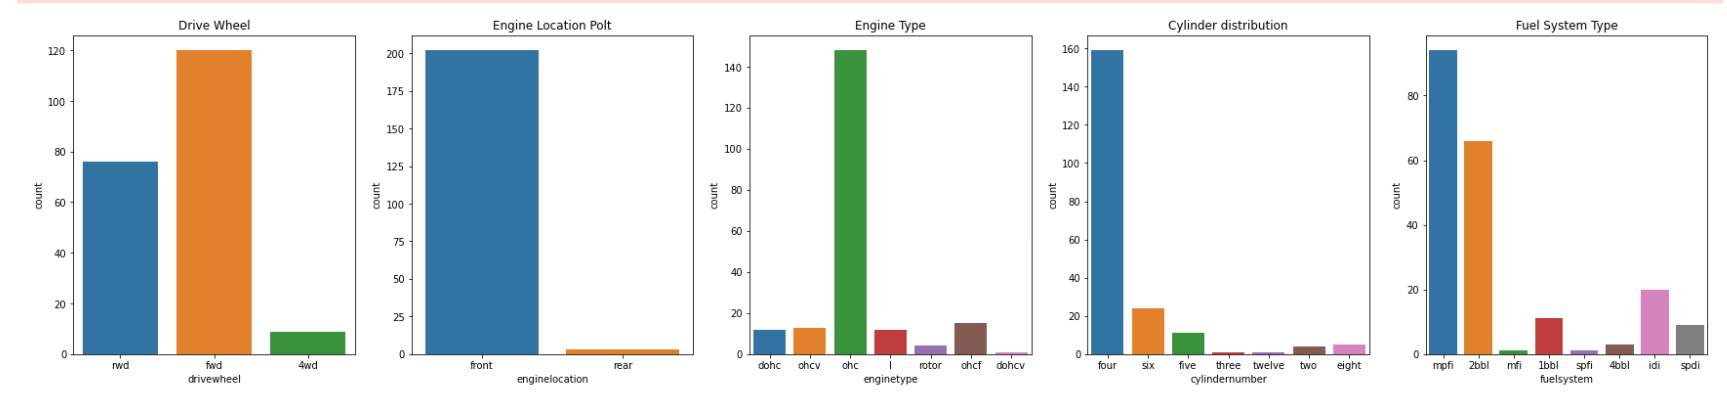 Drive Wheel
120
100
80
60
40
20
0
count
rwd fwd 4wd
drivewheel
Engine Location Polt
200
175
150
125
100
75
50
25
0
count
front rear
enginelocation
Engine Type
140
120
100
80
60
40
20
0
count
dohc ohcv ohc l rotor ohcf dohcv
enginetype
Cylinder distribution
160
140
120
100
80
60
40
20
0
count
four six five three twelve two eight
cylindernumber
Fuel System Type
80
60
40
20
0
count
mpfi 2bbl mfi 1bbl spfi 4bbl idi spdi
fuelsystem